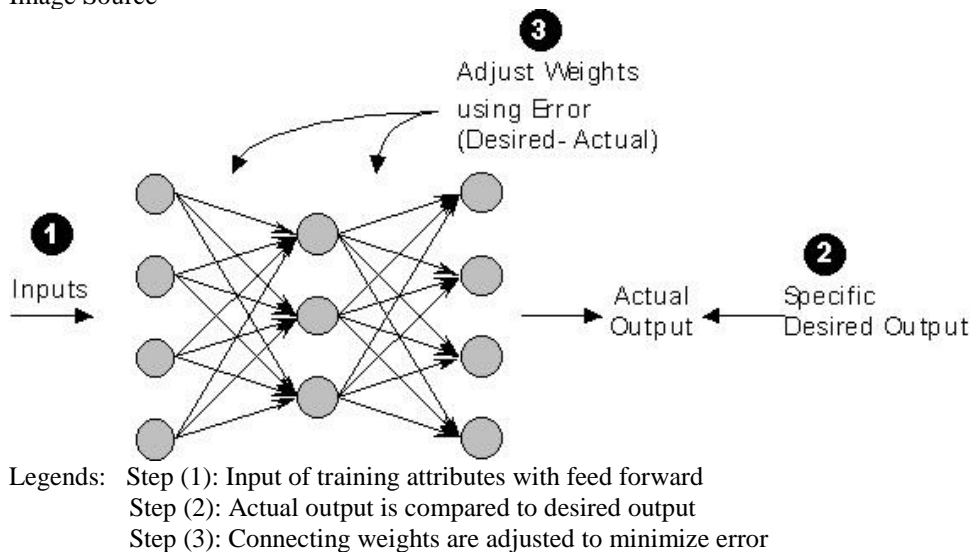 Image Source
3
Adjust Weights
using Error
(Desired- Actual)
1
Inputs
2
Actual
Output
Specific
Desired Output
Legends: Step (1): Input of training attributes with feed forward
Step (2): Actual output is compared to desired output
Step (3): Connecting weights are adjusted to minimize error